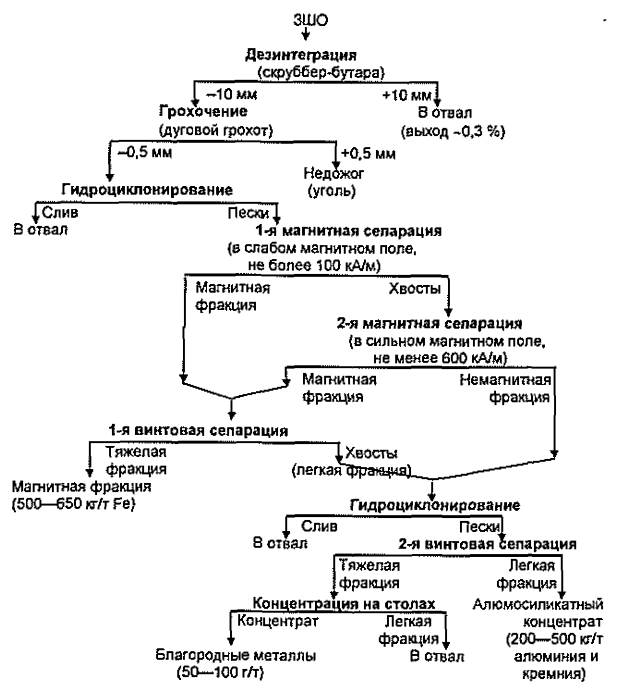 ЗШО
Дезинтеграция
(скруббер-бутара)
–10 мм
+10 мм
Грохочение
(дуговой грохот)
В отвал
(выход ~0,3 %)
–0,5 мм
+0,5 мм
Гидроциклонирование
Недожог
(уголь)
Слив
Пески
В отвал
1-я магнитная сепарация
(в слабом магнитном поле,
не более 100 кА/м)
Магнитная
фракция
Хвосты
2-я магнитная сепарация
(в сильном магнитном поле,
не менее 600 кА/м)
Магнитная
фракция
Немагнитная
фракция
1-я винтовая сепарация
Тяжелая
фракция
Хвосты
(легкая фракция)
Магнитная фракция
(500—650 кг/т Fe)
Гидроциклонирование
Слив
Пески
В отвал
2-я винтовая сепарация
Тяжелая
фракция
Легкая
фракция
Концентрация на столах
Концентрат
Легкая
фракция
Алюмосиликатный
концентрат
(200—500 кг/т
алюминия и
кремния)
Благородные металлы
(50—100 г/т)
В отвал